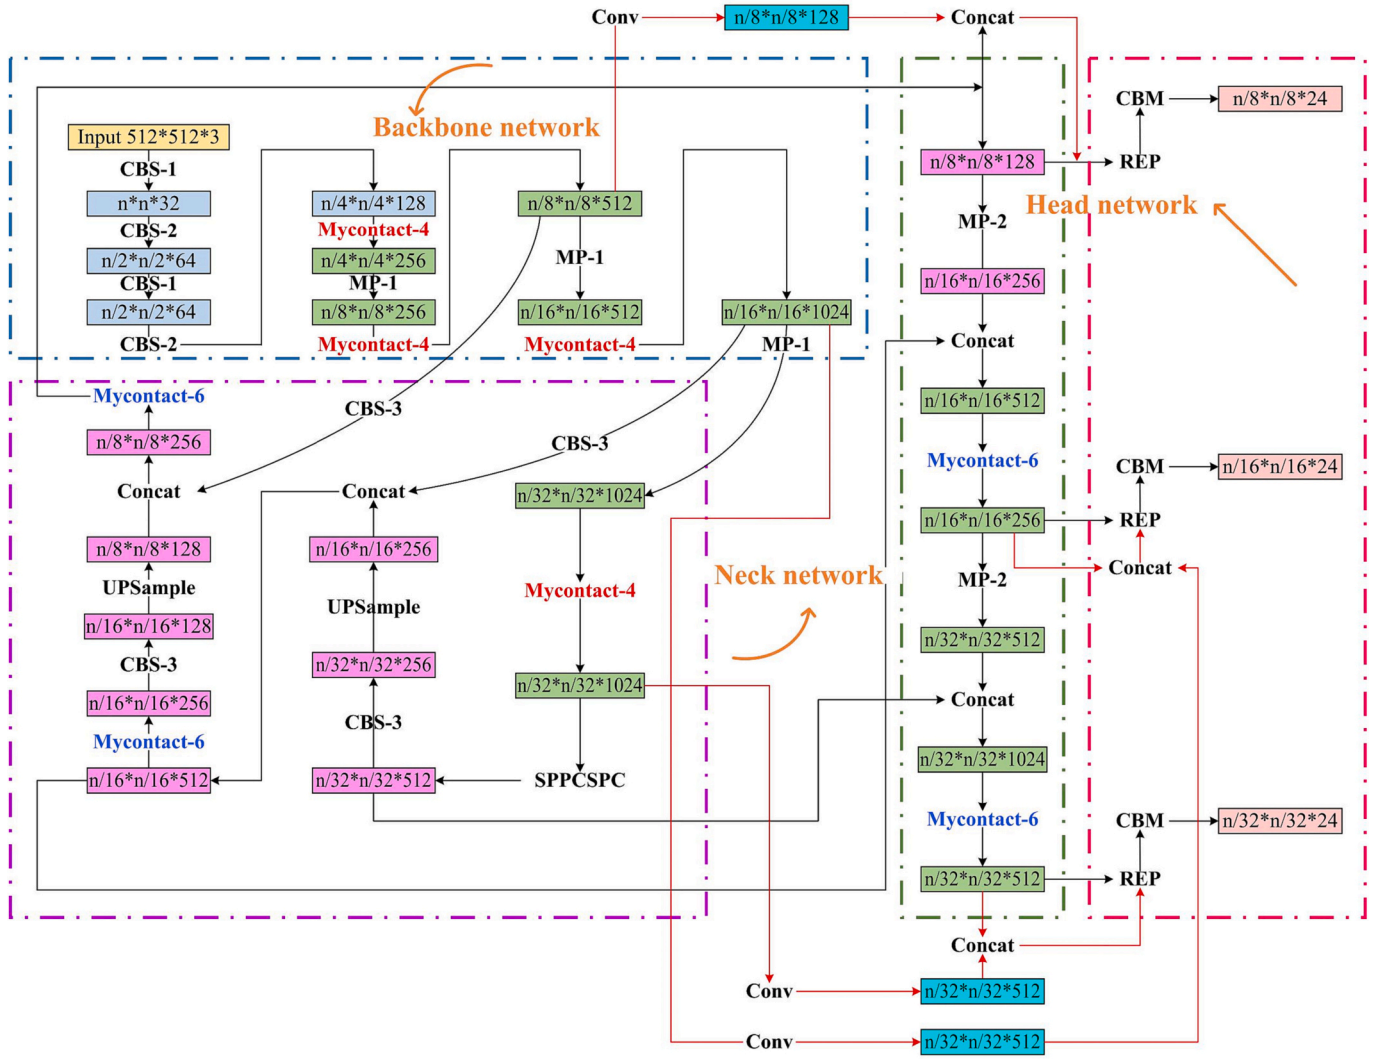 Conv
n/8*n/8*128
Concat
Backbone network
Input 512*512*3
CBS-1
n*n*32
CBS-2
n/2*n/2*64
CBS-1
n/2*n/2*64
CBS-2
n/4*n/4*128
Mycontact-4
n/4*n/4*256
MP-1
n/8*n/8*256
Mycontact-4
n/8*n/8*512
MP-1
n/16*n/16*512
Mycontact-4
n/16*n/16*1024
MP-1
Mycontact-6
n/8*n/8*256
Concat
n/8*n/8*128
UPSample
n/16*n/16*128
CBS-3
n/16*n/16*256
Mycontact-6
n/16*n/16*512
CBS-3
CBS-3
Concat
n/16*n/16*256
UPSample
n/32*n/32*256
CBS-3
n/32*n/32*512
n/32*n/32*1024
Mycontact-4
n/32*n/32*1024
SPPCSPC
Neck network
n/8*n/8*128
MP-2
n/16*n/16*256
Concat
n/16*n/16*512
Mycontact-6
n/16*n/16*256
MP-2
n/32*n/32*512
Concat
n/32*n/32*1024
Mycontact-6
n/32*n/32*512
Concat
Conv
n/32*n/32*512
Conv
n/32*n/32*512
CBM
n/8*n/8*24
REP
Head network
CBM
n/16*n/16*24
REP
Concat
CBM
n/32*n/32*24
REP